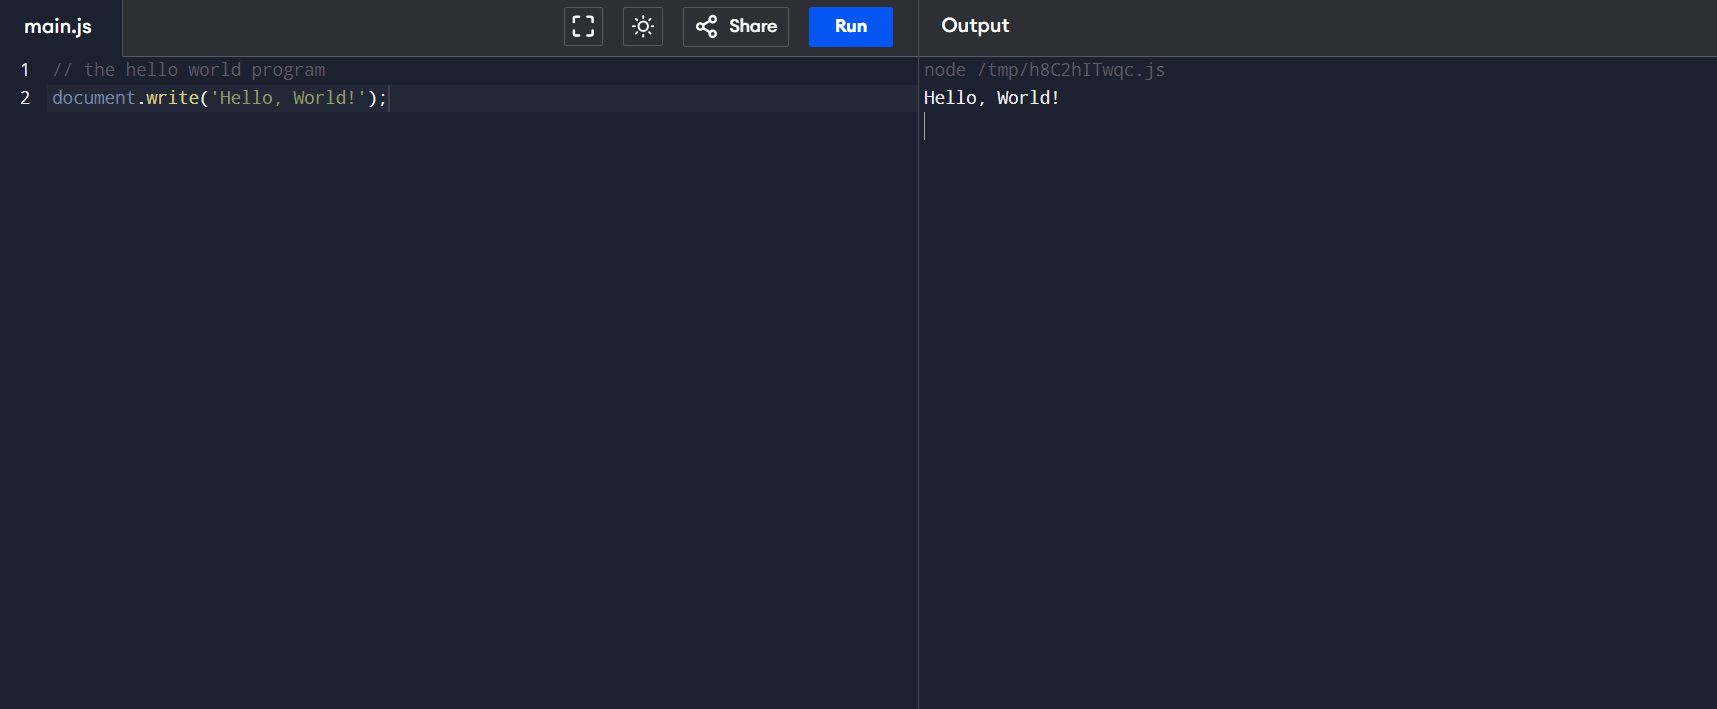 main.js
Share
Run
Output
1 // the hello world program
2 document.write('Hello, World!');
node /tmp/h8C2hITwqc.js
Hello, World!